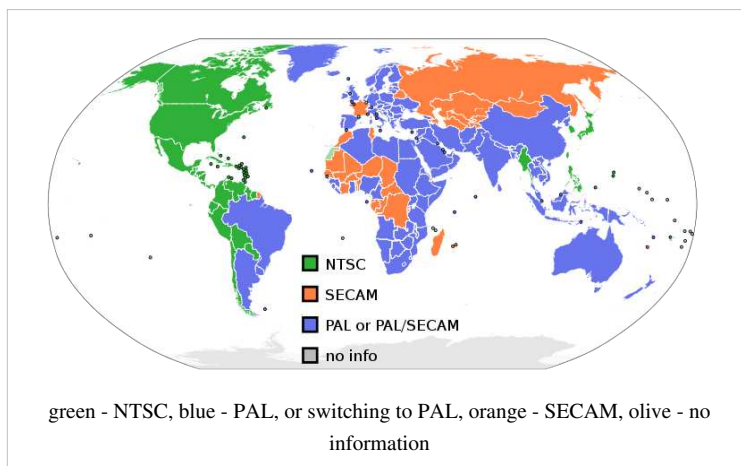 NTSC
SECAM
PAL or PAL/SECAM
no info
green - NTSC, blue - PAL, or switching to PAL, orange - SECAM, olive - no
information